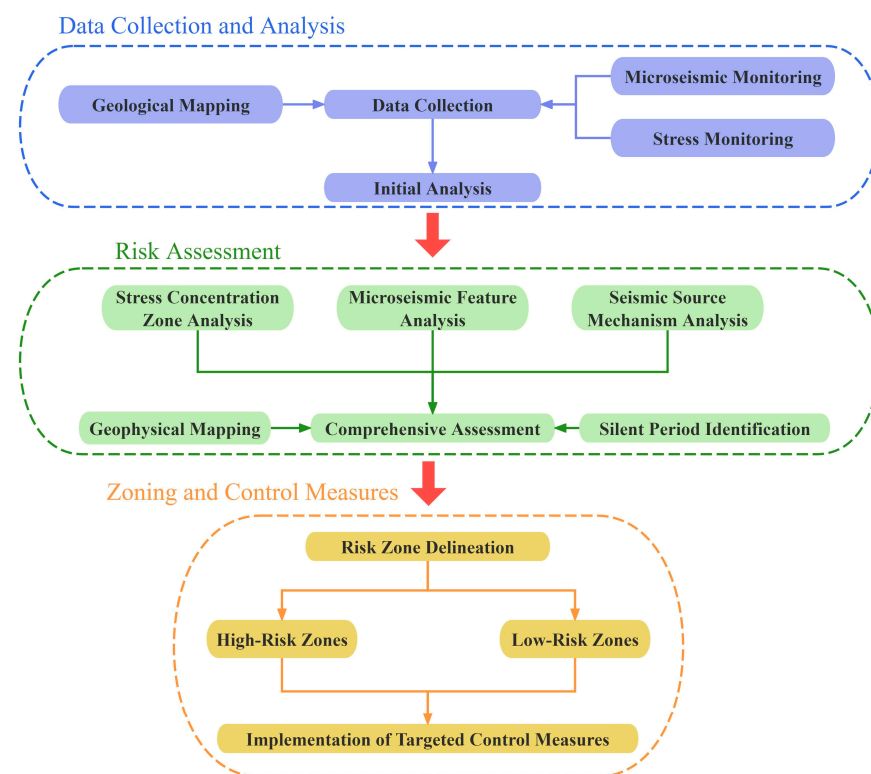 Data Collection and Analysis
Geological Mapping
Data Collection
Microseismic Monitoring
Stress Monitoring
Initial Analysis
Risk Assessment
Stress Concentration
Zone Analysis
Microseismic Feature
Analysis
Seismic Source
Mechanism Analysis
Geophysical Mapping
Comprehensive Assessment
Silent Period Identification
Zoning and Control Measures
Risk Zone Delineation
High-Risk Zones
Low-Risk Zones
Implementation of Targeted Control Measures